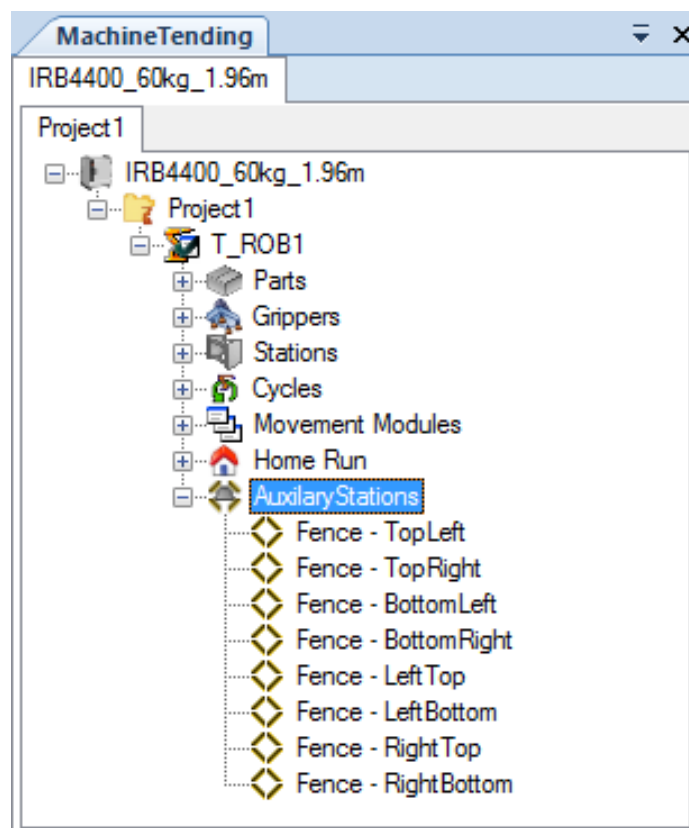 MachineTending
IRB4400_60kg_1.96m
Project1
IRB4400_60kg_1.96m
Project1
T_ROB1
Parts
Grippers
Stations
Cycles
Movement Modules
Home Run
AuxilaryStations
Fence - TopLeft
Fence - TopRight
Fence - BottomLeft
Fence - BottomRight
Fence - LeftTop
Fence - LeftBottom
Fence - RightTop
Fence - RightBottom